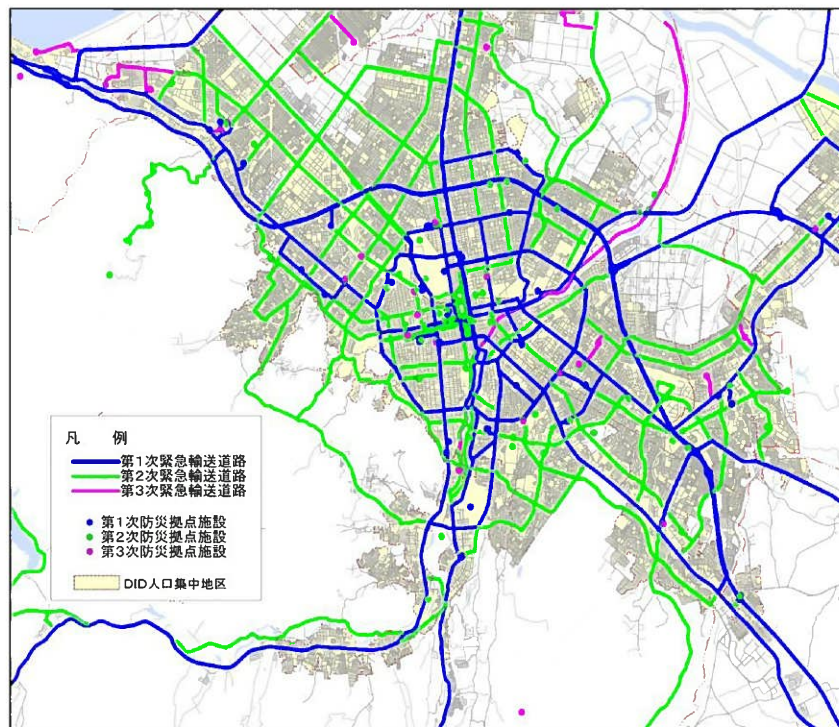 凡 例
第1次緊急輸送道路
第2次緊急輸送道路
第3次緊急輸送道路
第1次防災拠点施設
第2次防災拠点施設
第3次防災拠点施設
DID人口集中地区